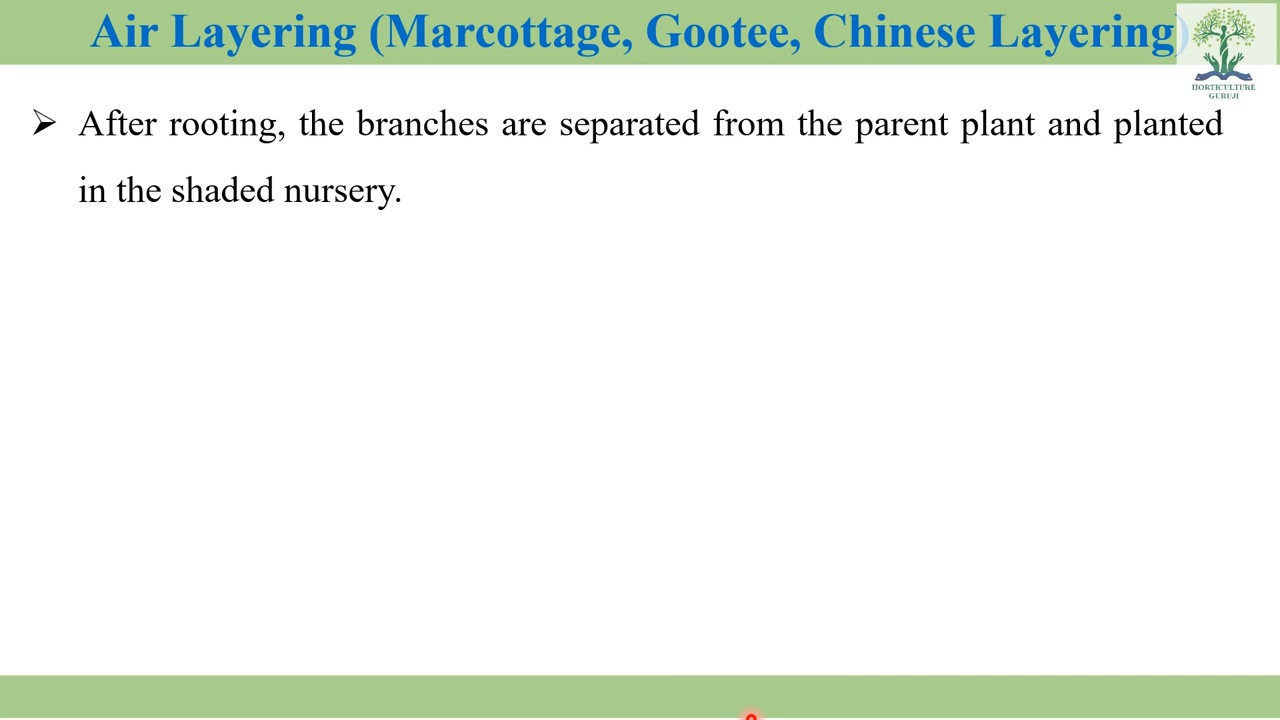 Air Layering (Marcottage, Gootee, Chinese Layering)
HORTICULTURE
GURUJI
➢ After rooting, the branches are separated from the parent plant and planted
in the shaded nursery.